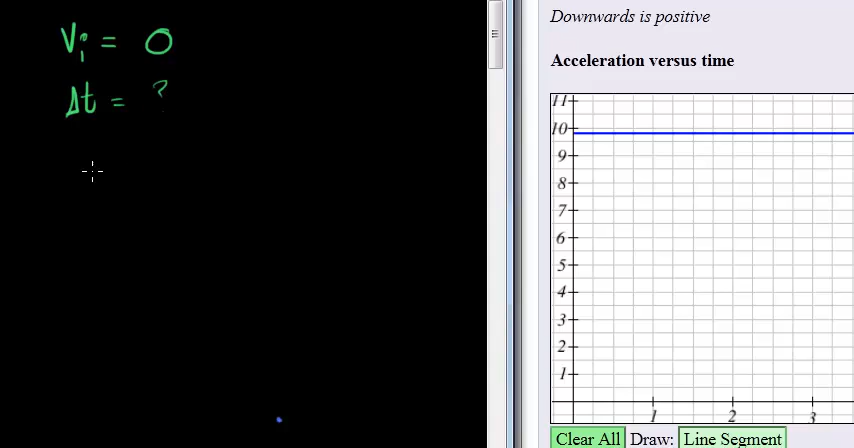 Vi = 0
Δt = ?
Downwards is positive
Acceleration versus time
11
10
9
8
7
6
5
4
3
2
1
1 2 3
Clear All Draw: Line Segment